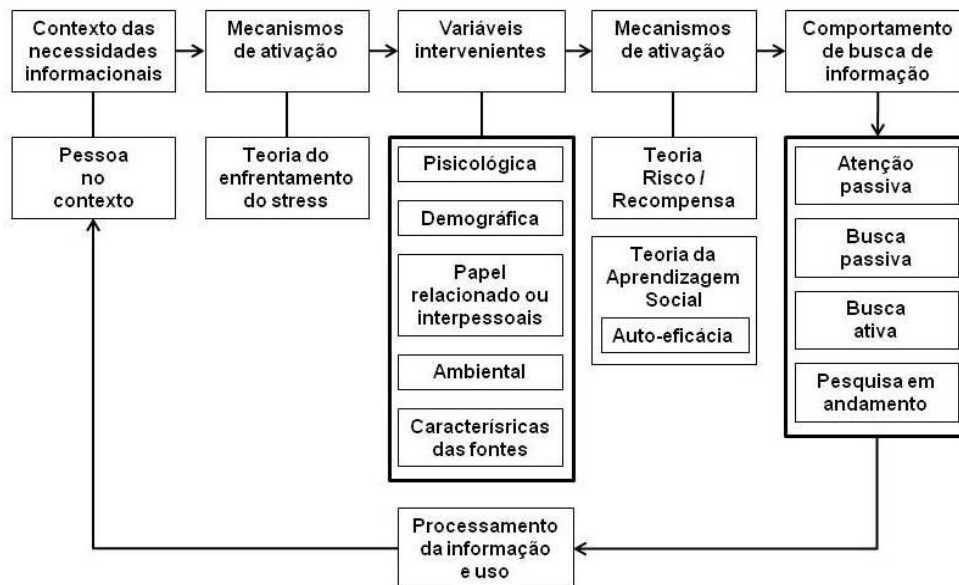 Contexto das
necessidades
informacionais
Mecanismos
de ativação
Variáveis
intervenientes
Mecanismos
de ativação
Comportamento
de busca de
informação
Pessoa
no
contexto
Teoria do
enfrentamento
do stress
Pisicológica
Demográfica
Papel
relacionado ou
interpessoais
Ambiental
Caracterísricas
das fontes
Teoria
Risco /
Recompensa
Teoria da
Aprendizagem
Social
Auto-eficácia
Atenção
passiva
Busca
passiva
Busca
ativa
Pesquisa em
andamento
Processamento
da informação
e uso